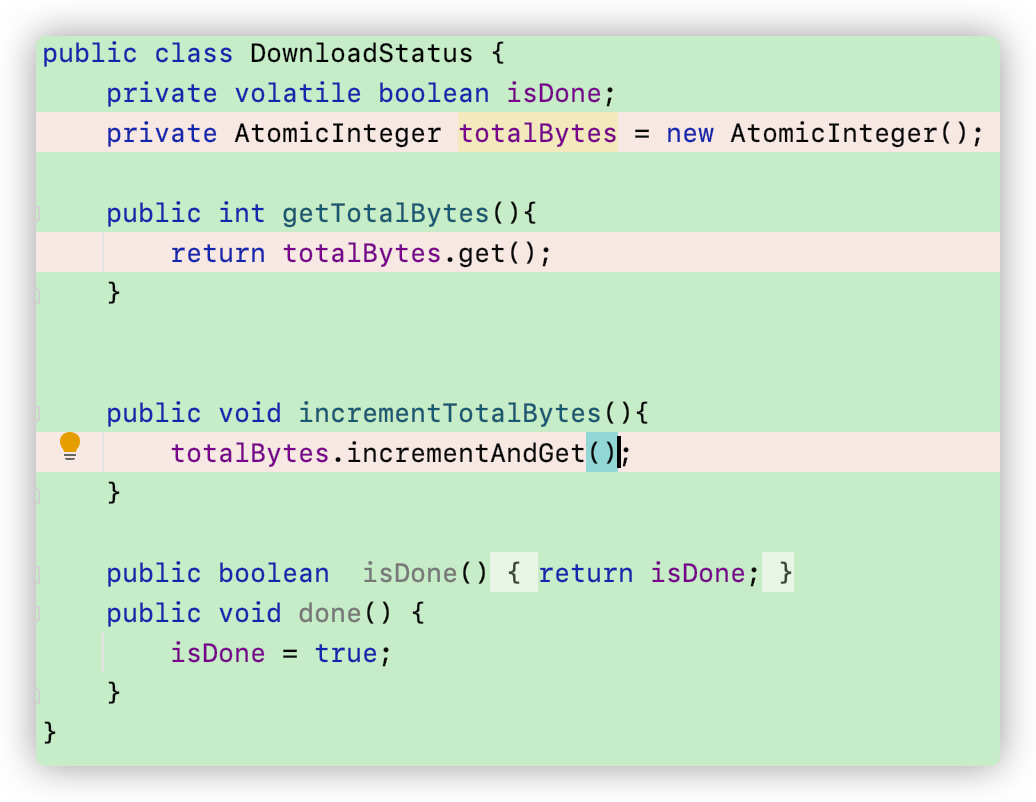 public class DownloadStatus {
    private volatile boolean isDone;
    private AtomicInteger totalBytes = new AtomicInteger();
    public int getTotalBytes(){
        return totalBytes.get();
    }
    public void incrementTotalBytes(){
        totalBytes.incrementAndGet();
    }
    public boolean  isDone() { return isDone; }
    public void done() {
        isDone = true;
    }
}